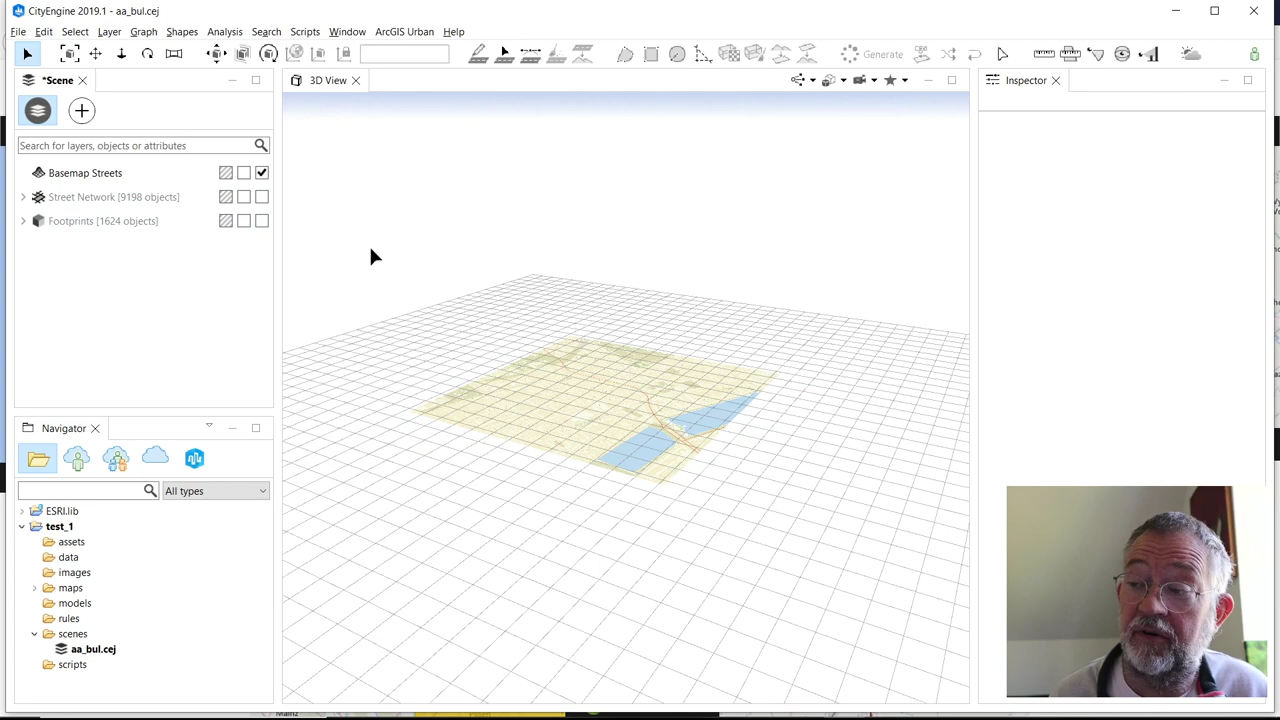 CityEngine 2019.1 - aa_bul.cej
File Edit Select Layer Graph Shapes Analysis Search Scripts Window ArcGIS Urban Help
Generate
*Scene
3D View
Inspector
Search for layers, objects or attributes
Basemap Streets
Street Network [9198 objects]
Footprints [1624 objects]
Navigator
All types
ESRI.lib
test_1
assets
data
images
maps
models
rules
scenes
aa_bul.cej
scripts